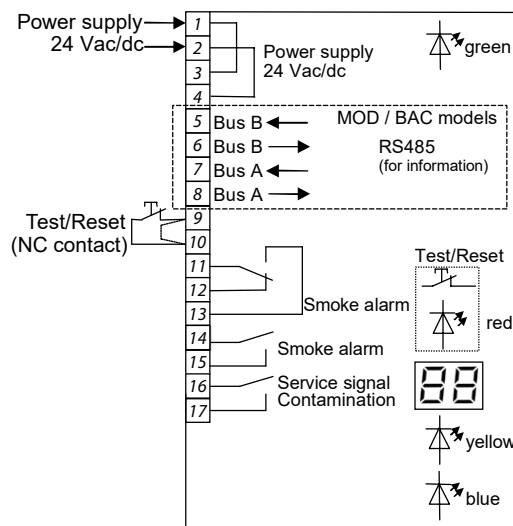 Power supply
24 Vac/dc
1
2
3
4
5
6
7
8
9
10
11
12
13
14
15
16
17
Power supply
24 Vac/dc
green
Bus B
MOD / BAC models
Bus B
RS485
Bus A
(for information)
Bus A
Test/Reset
(NC contact)
Test/Reset
Smoke alarm
red
Smoke alarm
88
Service signal
Contamination
yellow
blue